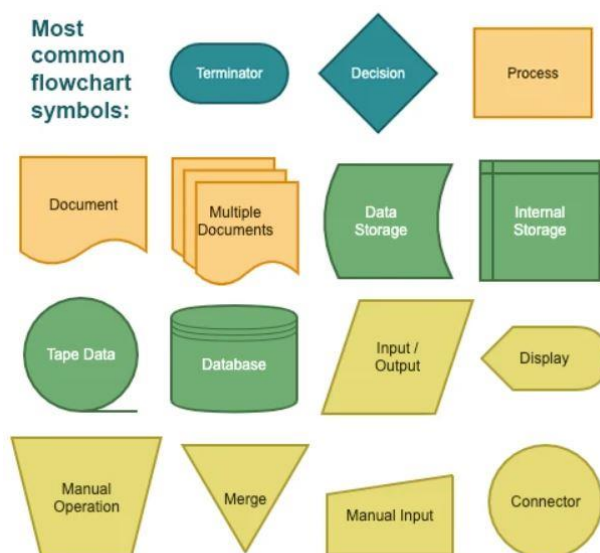 Most
common
flowchart
symbols:
Terminator
Decision
Process
Document
Multiple
Documents
Data
Storage
Internal
Storage
Tape Data
Database
Input /
Output
Display
Manual
Operation
Merge
Manual Input
Connector